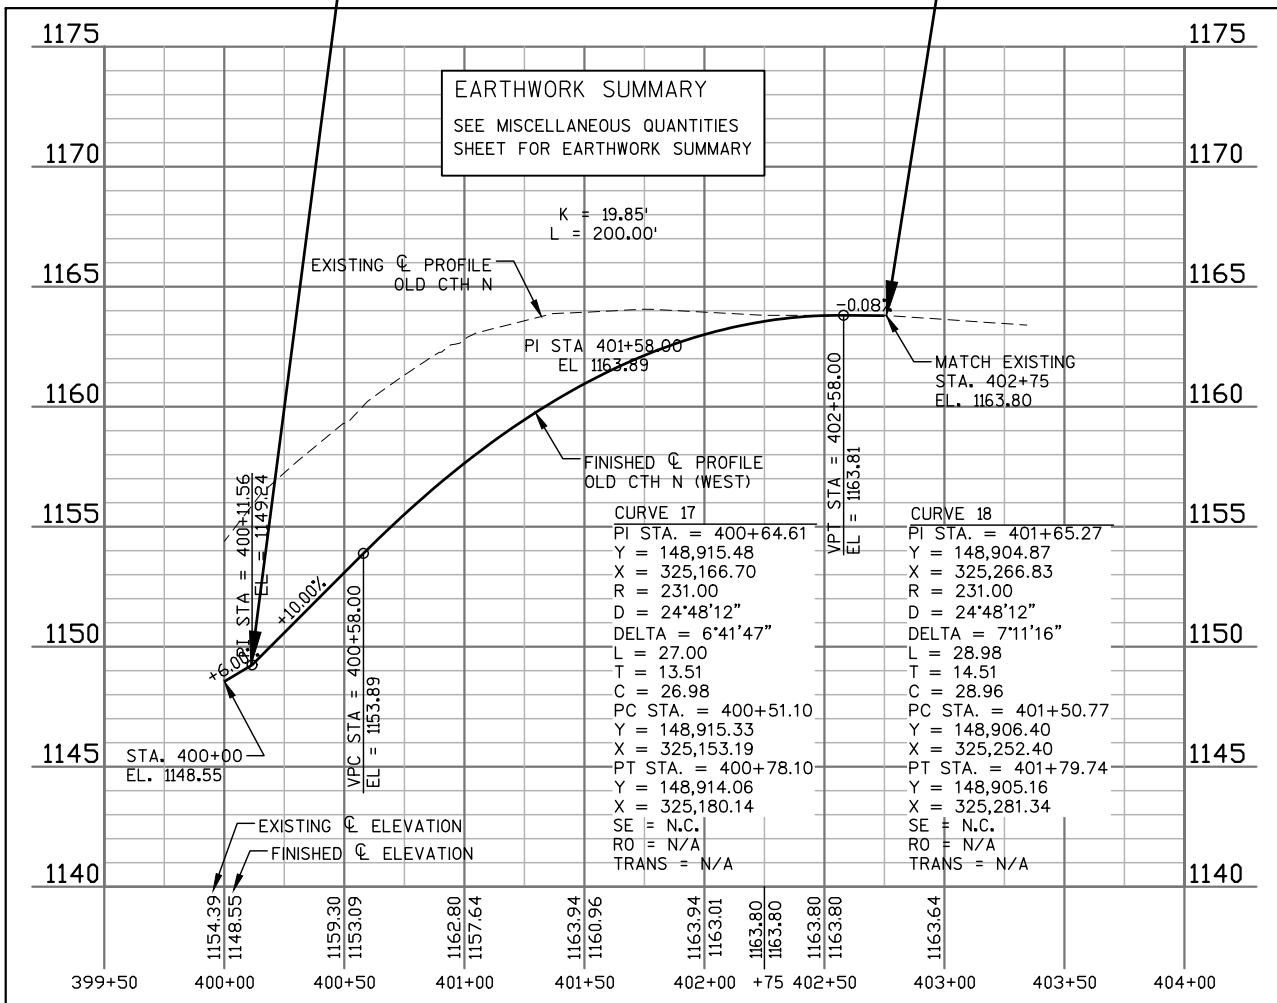 1175
1175
EARTHWORK SUMMARY
SEE MISCELLANEOUS QUANTITIES
SHEET FOR EARTHWORK SUMMARY
1170
1170
K = 19.85'
L = 200.00'
EXISTING ℄ PROFILE
OLD CTH N
1165
1165
-0.08%
PI STA 401+58.00
EL 1163.89
MATCH EXISTING
STA. 402+75
EL. 1163.80
1160
1160
FINISHED ℄ PROFILE
OLD CTH N (WEST)
VPT STA = 402+58.00
EL = 1163.81
PI STA = 400+11.56
EL = 1149.24
1155
1155
+10.00%
+6.00%
1150
1150
VPC STA = 400+58.00
EL = 1153.89
STA. 400+00
EL. 1148.55
1145
1145
CURVE 17
PI STA. = 400+64.61
Y = 148,915.48
X = 325,166.70
R = 231.00
D = 24°48'12"
DELTA = 6°41'47"
L = 27.00
T = 13.51
C = 26.98
PC STA. = 400+51.10
Y = 148,915.33
X = 325,153.19
PT STA. = 400+78.10
Y = 148,914.06
X = 325,180.14
SE = N.C.
RO = N/A
TRANS = N/A
CURVE 18
PI STA. = 401+65.27
Y = 148,904.87
X = 325,266.83
R = 231.00
D = 24°48'12"
DELTA = 7°11'16"
L = 28.98
T = 14.51
C = 28.96
PC STA. = 401+50.77
Y = 148,906.40
X = 325,252.40
PT STA. = 401+79.74
Y = 148,905.16
X = 325,281.34
SE = N.C.
RO = N/A
TRANS = N/A
EXISTING ℄ ELEVATION
FINISHED ℄ ELEVATION
1140
1140
1154.39
1148.55
1159.30
1153.09
1162.80
1157.64
1163.94
1160.96
1163.94
1163.01
1163.80
1163.80
1163.80
1163.80
1163.64
399+50 400+00 400+50 401+00 401+50 402+00 +75 402+50 403+00 403+50 404+00